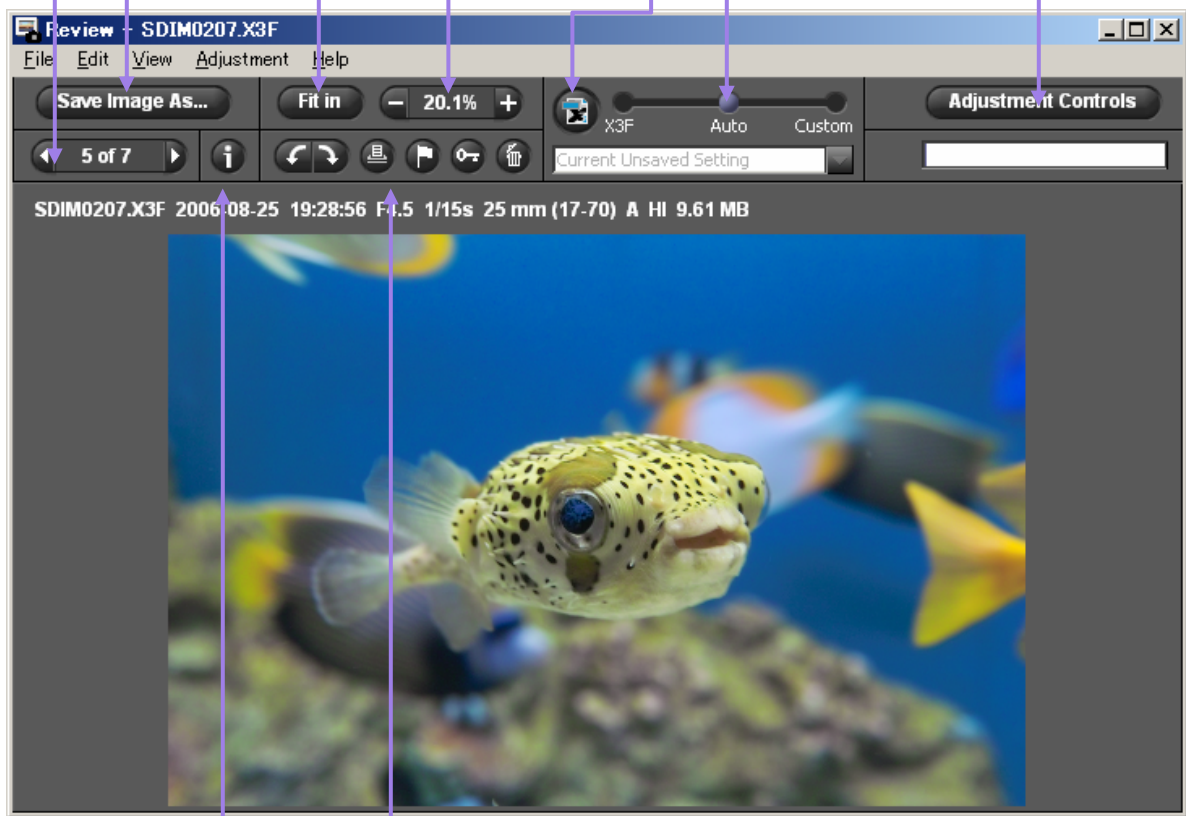 Review - SDIM0207.X3F
File Edit View Adjustment Help
Save Image As... Fit in - 20.1% + Adjustment Controls
X3F Auto Custom
5 of 7 i Current Unsaved Setting
SDIM0207.X3F 2006-08-25 19:28:56 F4.5 1/15s 25 mm (17-70) A HI 9.61 MB